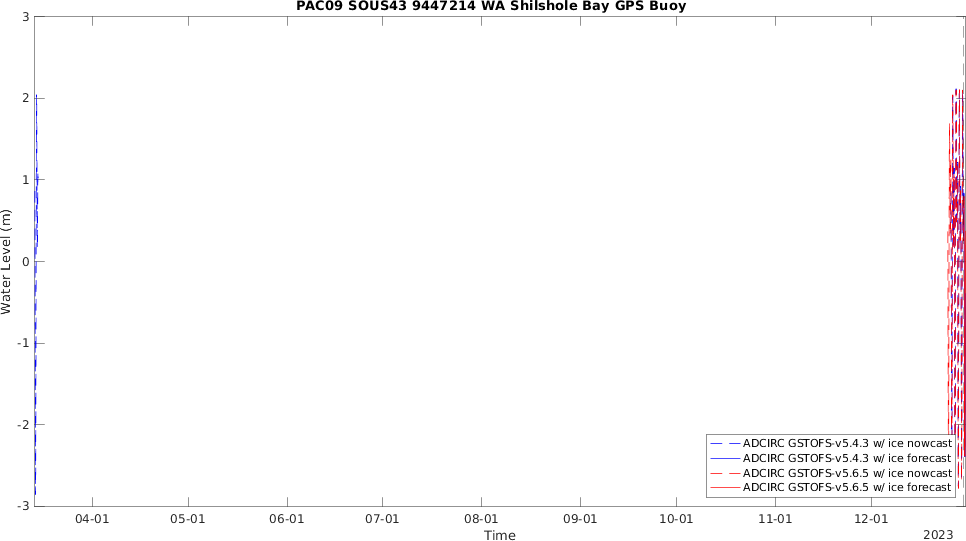 PAC09 SOUS43 9447214 WA Shilshole Bay GPS Buoy
Water Level (m)
3
2
1
0
-1
-2
-3
ADCIRC GSTOFS-v5.4.3 w/ ice nowcast
ADCIRC GSTOFS-v5.4.3 w/ ice forecast
ADCIRC GSTOFS-v5.6.5 w/ ice nowcast
ADCIRC GSTOFS-v5.6.5 w/ ice forecast
04-01 05-01 06-01 07-01 08-01 09-01 10-01 11-01 12-01
Time
2023